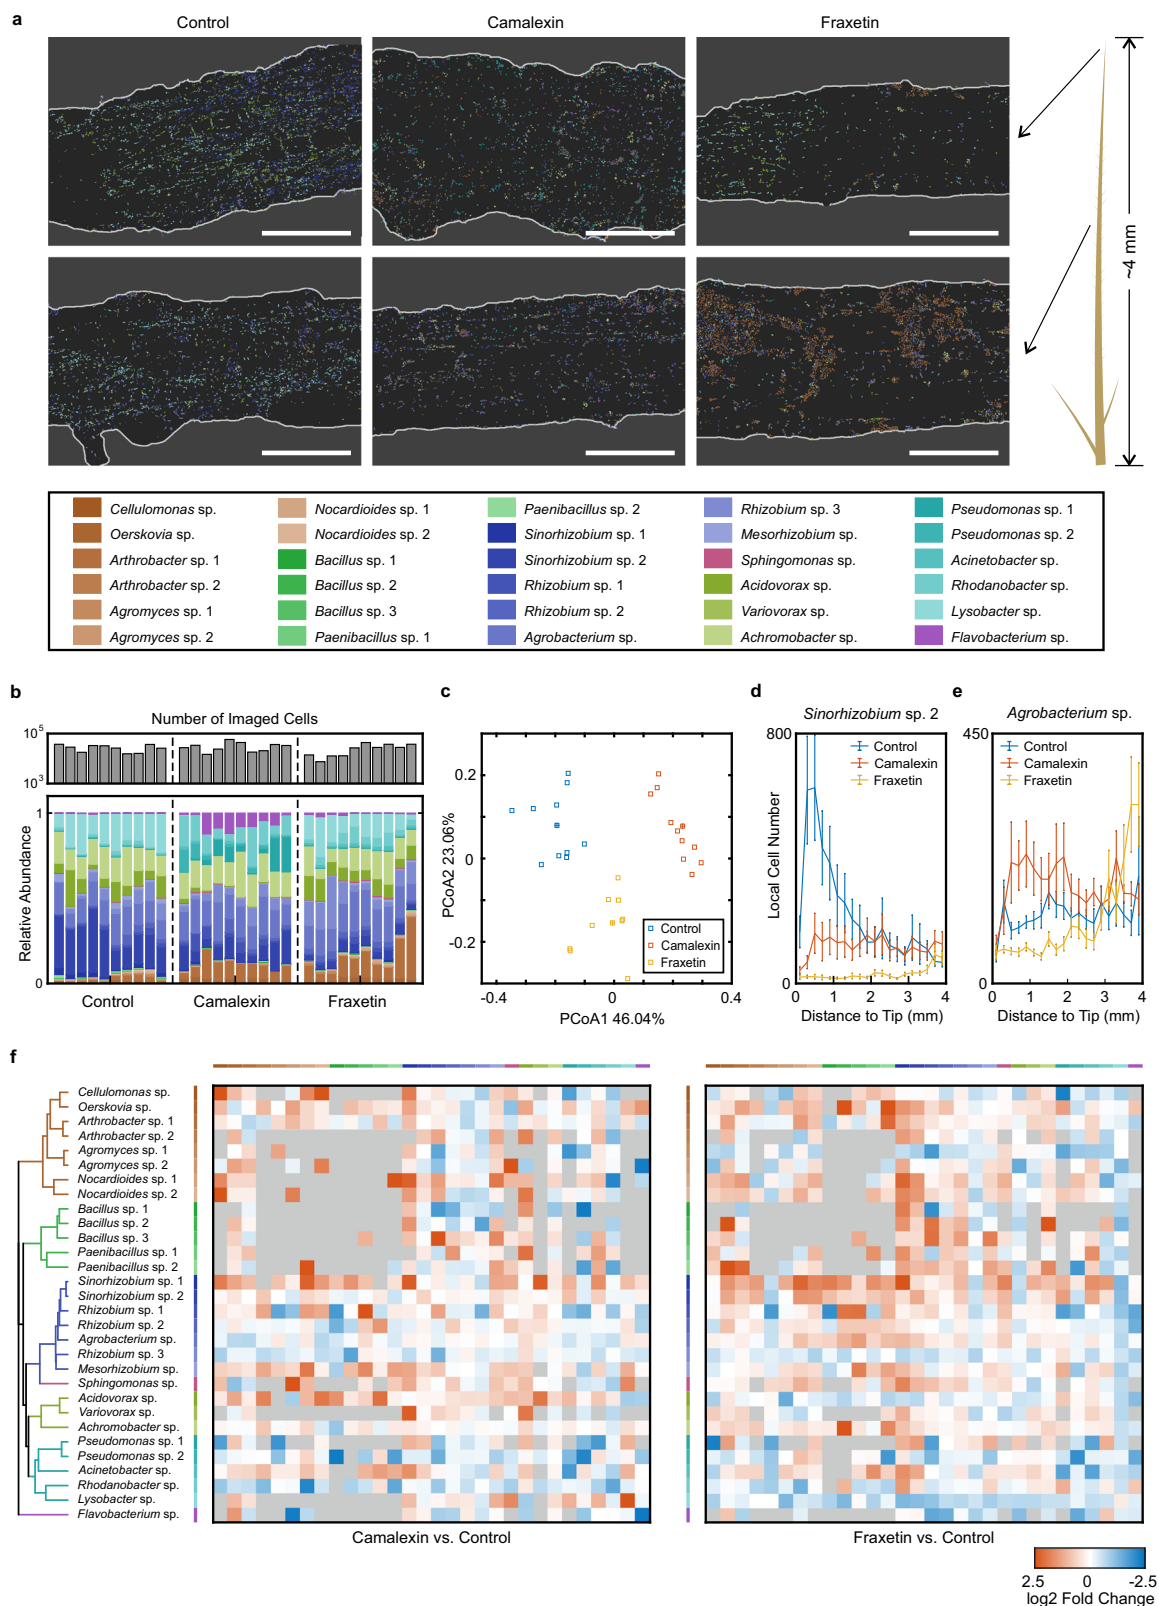 a
Control Camalexin Fraxetin
~4 mm
Cellulomonas sp. Nocardioides sp. 1 Paenibacillus sp. 2 Rhizobium sp. 3 Pseudomonas sp. 1
Oerskovia sp. Nocardioides sp. 2 Sinorhizobium sp. 1 Mesorhizobium sp. Pseudomonas sp. 2
Arthrobacter sp. 1 Bacillus sp. 1 Sinorhizobium sp. 2 Sphingomonas sp. Acinetobacter sp.
Arthrobacter sp. 2 Bacillus sp. 2 Rhizobium sp. 1 Acidovorax sp. Rhodanobacter sp.
Agromyces sp. 1 Bacillus sp. 3 Rhizobium sp. 2 Variovorax sp. Lysobacter sp.
Agromyces sp. 2 Paenibacillus sp. 1 Agrobacterium sp. Achromobacter sp. Flavobacterium sp.
b
Number of Imaged Cells
10^5
10^3
1
Relative Abundance
0
Control Camalexin Fraxetin
c
0.2
0
-0.2
PCoA2 23.06%
Control
Camalexin
Fraxetin
-0.4 0 0.4
PCoA1 46.04%
d
Sinorhizobium sp. 2
800
Control
Camalexin
Fraxetin
Local Cell Number
0
0 1 2 3 4
Distance to Tip (mm)
e
Agrobacterium sp.
450
Control
Camalexin
Fraxetin
0
0 1 2 3 4
Distance to Tip (mm)
f
Cellulomonas sp.
Oerskovia sp.
Arthrobacter sp. 1
Arthrobacter sp. 2
Agromyces sp. 1
Agromyces sp. 2
Nocardioides sp. 1
Nocardioides sp. 2
Bacillus sp. 1
Bacillus sp. 2
Bacillus sp. 3
Paenibacillus sp. 1
Paenibacillus sp. 2
Sinorhizobium sp. 1
Sinorhizobium sp. 2
Rhizobium sp. 1
Rhizobium sp. 2
Agrobacterium sp.
Rhizobium sp. 3
Mesorhizobium sp.
Sphingomonas sp.
Acidovorax sp.
Variovorax sp.
Achromobacter sp.
Pseudomonas sp. 1
Pseudomonas sp. 2
Acinetobacter sp.
Rhodanobacter sp.
Lysobacter sp.
Flavobacterium sp.
Camalexin vs. Control Fraxetin vs. Control
2.5 0 -2.5
log2 Fold Change